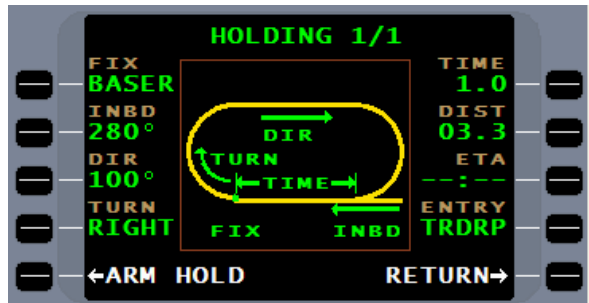 HOLDING 1/1
FIX TIME
BASER 1.0
INBD DIST
280° DIR 03.3
DIR TURN ETA
100° ←TIME→ --:--
TURN ENTRY
RIGHT FIX INBD TRDRP
←ARM HOLD RETURN→